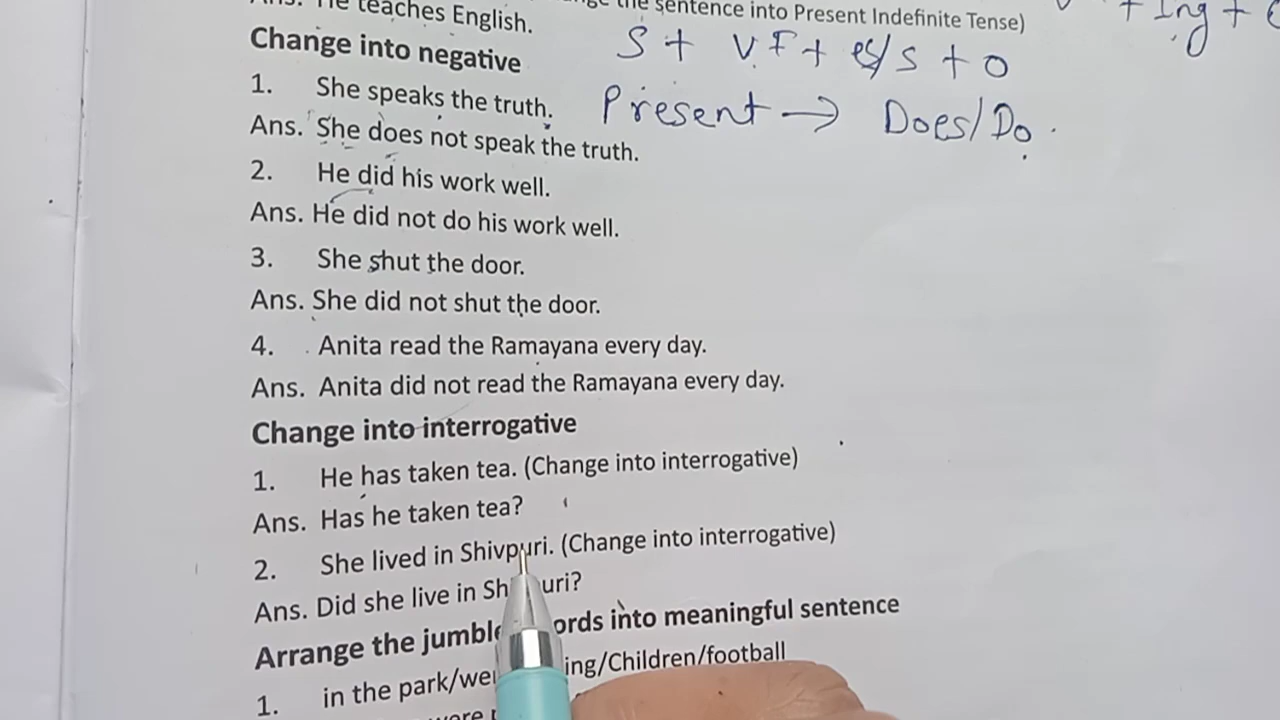 He teaches English.
the sentence into Present Indefinite Tense)
+ ing +
Change into negative
S + V.F + es/s + O
1. She speaks the truth.
Present → Does/Do.
Ans. She does not speak the truth.
2. He did his work well.
Ans. He did not do his work well.
3. She shut the door.
Ans. She did not shut the door.
4. Anita read the Ramayana every day.
Ans. Anita did not read the Ramayana every day.
Change into interrogative
1. He has taken tea. (Change into interrogative)
Ans. Has he taken tea?
2. She lived in Shivpuri. (Change into interrogative)
Ans. Did she live in
Arrange the into meaningful sentence
1. in the park/ /Children/football